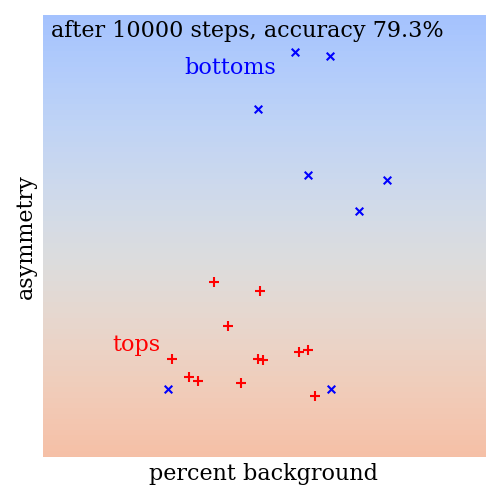 after 10000 steps, accuracy 79.3%
bottoms
asymmetry
tops
percent background